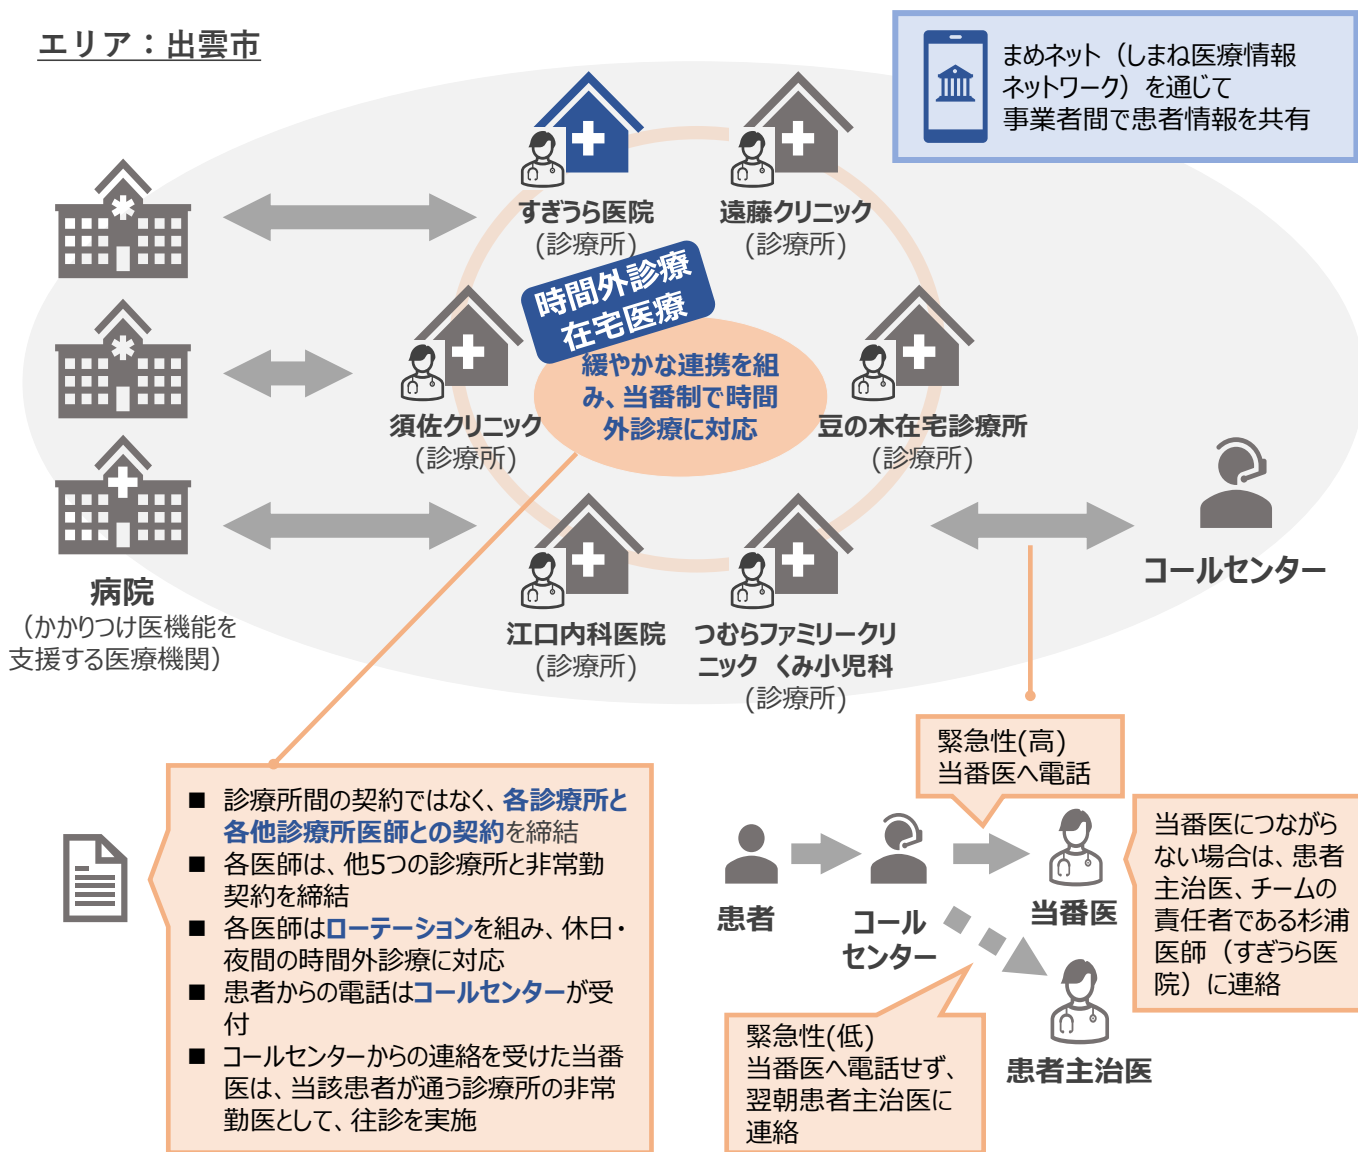 エリア：出雲市
まめネット（しまね医療情報
ネットワーク）を通じて
事業者間で患者情報を共有
すぎうら医院
(診療所)
遠藤クリニック
(診療所)
時間外診療
在宅医療
緩やかな連携を組
み、当番制で時間
外診療に対応
須佐クリニック
(診療所)
豆の木在宅診療所
(診療所)
江口内科医院
(診療所)
つむらファミリークリ
ニック くみ小児科
(診療所)
病院
（かかりつけ医機能を
支援する医療機関）
コールセンター
■ 診療所間の契約ではなく、各診療所と
各他診療所医師との契約を締結
■ 各医師は、他5つの診療所と非常勤
契約を締結
■ 各医師はローテーションを組み、休日・
夜間の時間外診療に対応
■ 患者からの電話はコールセンターが受
付
■ コールセンターからの連絡を受けた当番
医は、当該患者が通う診療所の非常
勤医として、往診を実施
緊急性(高)
当番医へ電話
患者
コール
センター
当番医
当番医につながら
ない場合は、患者
主治医、チームの
責任者である杉浦
医師（すぎうら医
院）に連絡
緊急性(低)
当番医へ電話せず、
翌朝患者主治医に
連絡
患者主治医